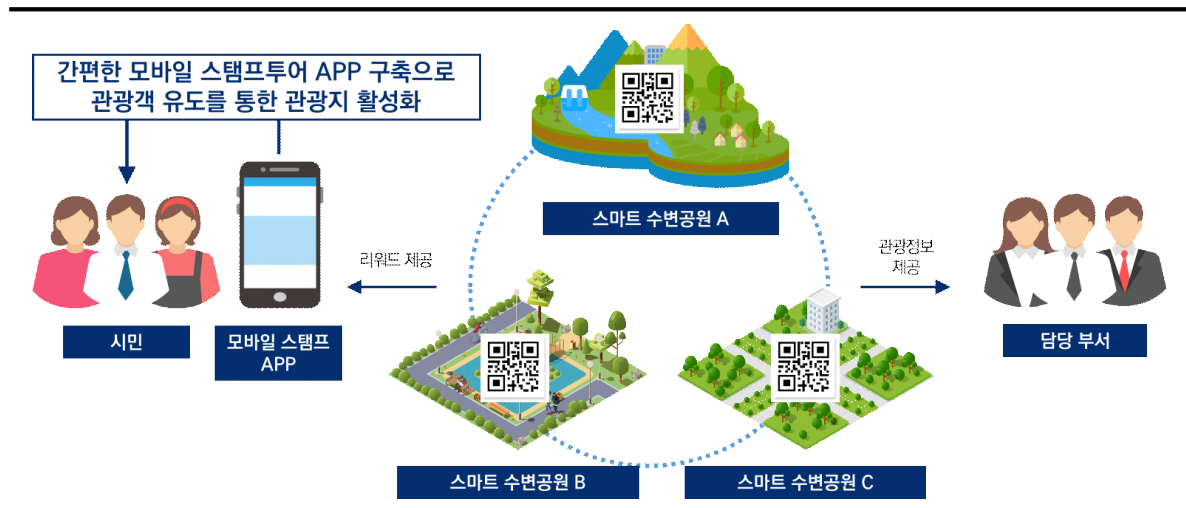 간편한 모바일 스탬프투어 APP 구축으로
관광객 유도를 통한 관광지 활성화
스마트 수변공원 A
리워드 제공
관광정보
제공
시민
모바일 스탬프
APP
담당 부서
스마트 수변공원 B
스마트 수변공원 C